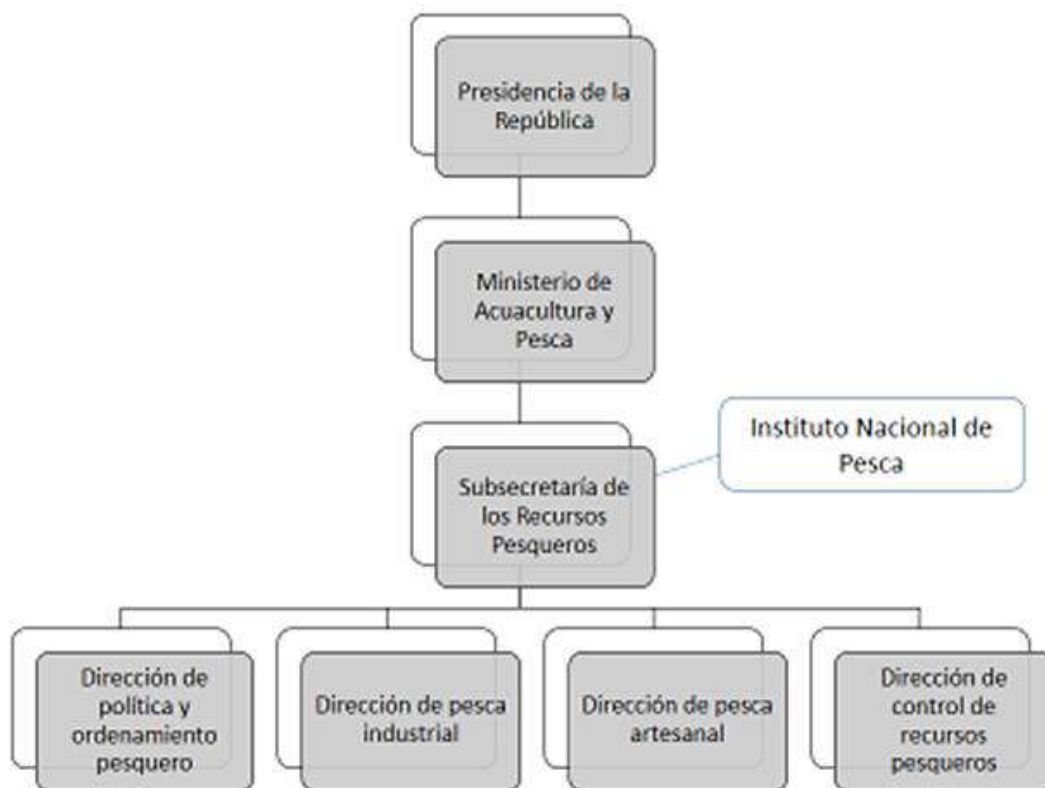 Presidencia de la
República
Ministerio de
Acuacultura y
Pesca
Instituto Nacional de
Pesca
Subsecretaría de
los Recursos
Pesqueros
Dirección de
política y
ordenamiento
pesquero
Dirección de pesca
industrial
Dirección de pesca
artesanal
Dirección de
control de
recursos
pesqueros